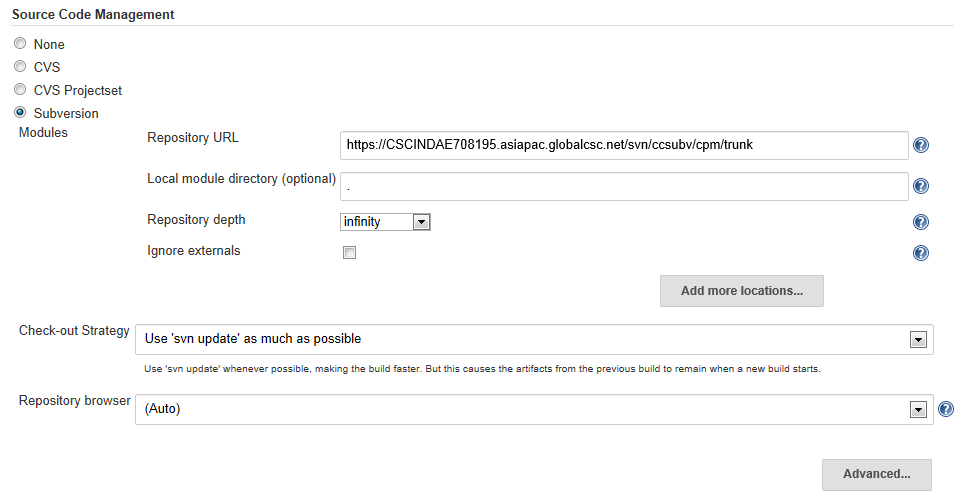 Source Code Management
None
CVS
CVS Projectset
Subversion
Modules
Repository URL
https://CSCINDAE708195.asiapac.globalcsc.net/svn/ccsubv/cpm/trunk
?
Local module directory (optional)
.
?
Repository depth
infinity
?
Ignore externals
?
Add more locations...
Check-out Strategy
Use 'svn update' as much as possible
Use 'svn update' whenever possible, making the build faster. But this causes the artifacts from the previous build to remain when a new build starts.
Repository browser
(Auto)
?
Advanced...